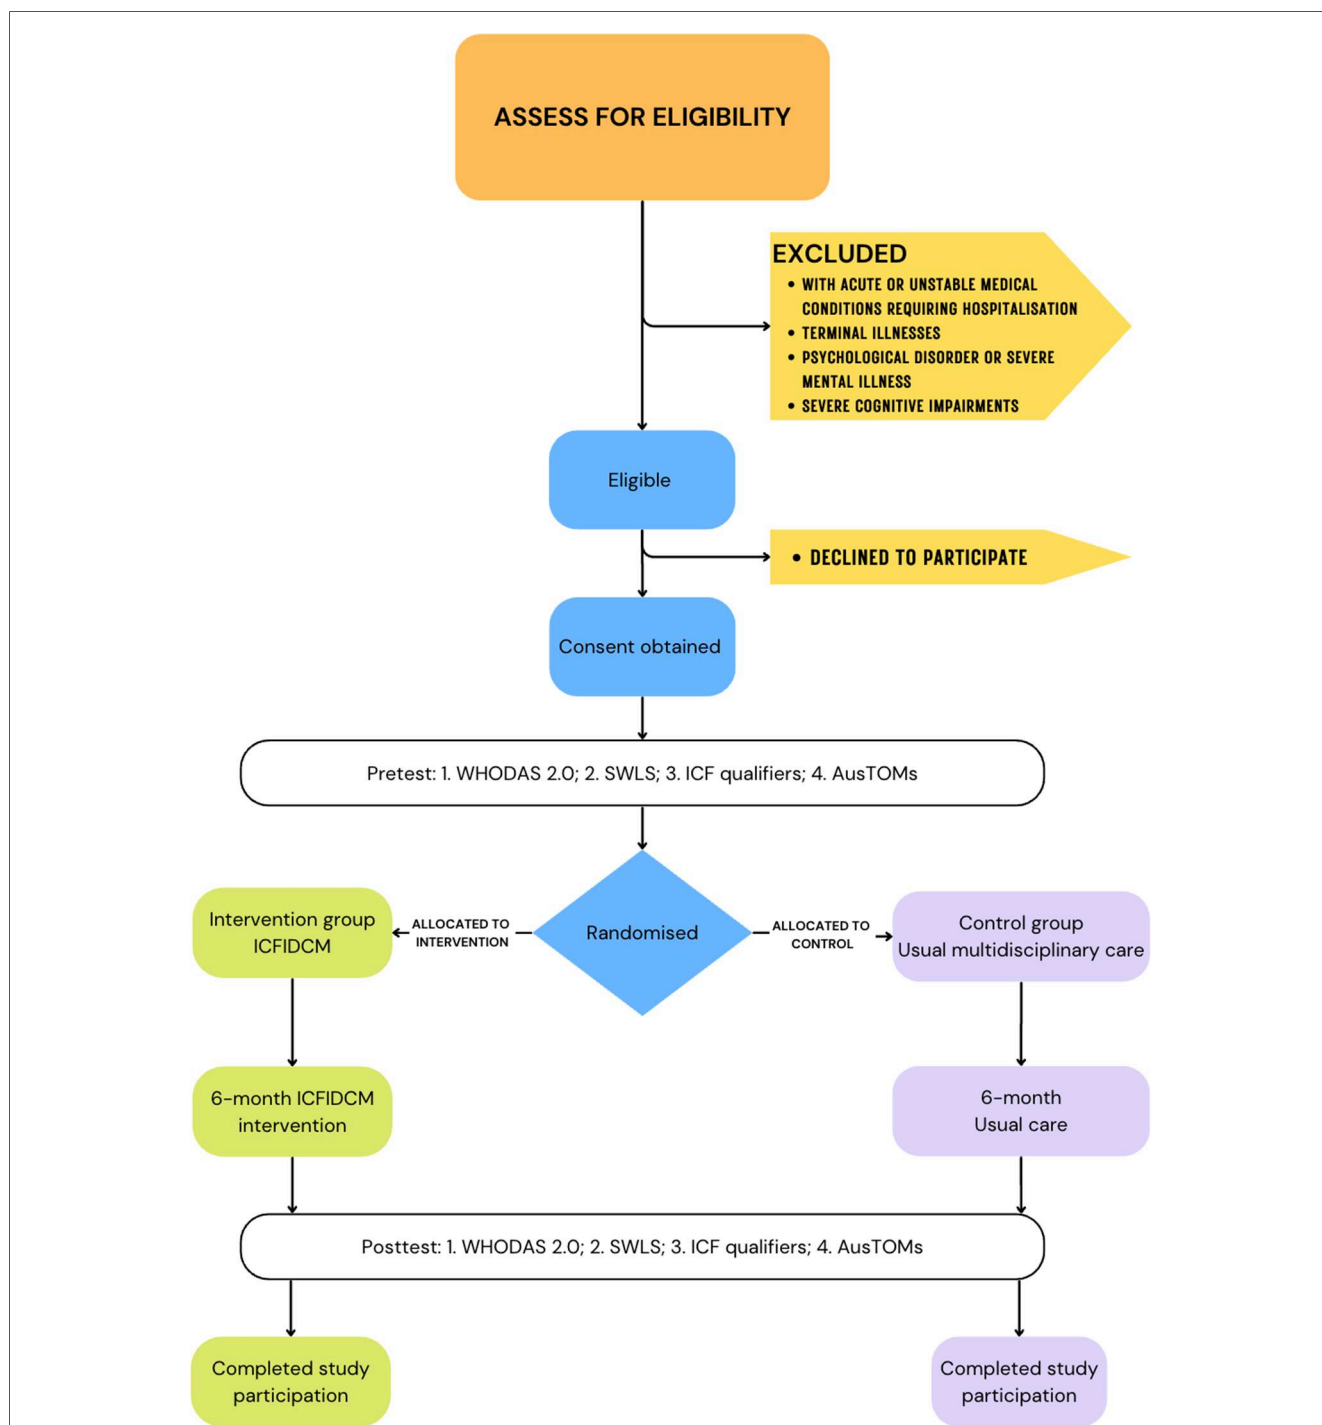 ASSESS FOR ELIGIBILITY
EXCLUDED
• WITH ACUTE OR UNSTABLE MEDICAL
CONDITIONS REQUIRING HOSPITALISATION
• TERMINAL ILLNESSES
• PSYCHOLOGICAL DISORDER OR SEVERE
MENTAL ILLNESS
• SEVERE COGNITIVE IMPAIRMENTS
Eligible
• DECLINED TO PARTICIPATE
Consent obtained
Pretest: 1. WHODAS 2.0; 2. SWLS; 3. ICF qualifiers; 4. AusTOMs
Intervention group
ICFIDCM
ALLOCATED TO
INTERVENTION
Randomised
ALLOCATED TO
CONTROL
Control group
Usual multidisciplinary care
6-month ICFIDCM
intervention
6-month
Usual care
Posttest: 1. WHODAS 2.0; 2. SWLS; 3. ICF qualifiers; 4. AusTOMs
Completed study
participation
Completed study
participation